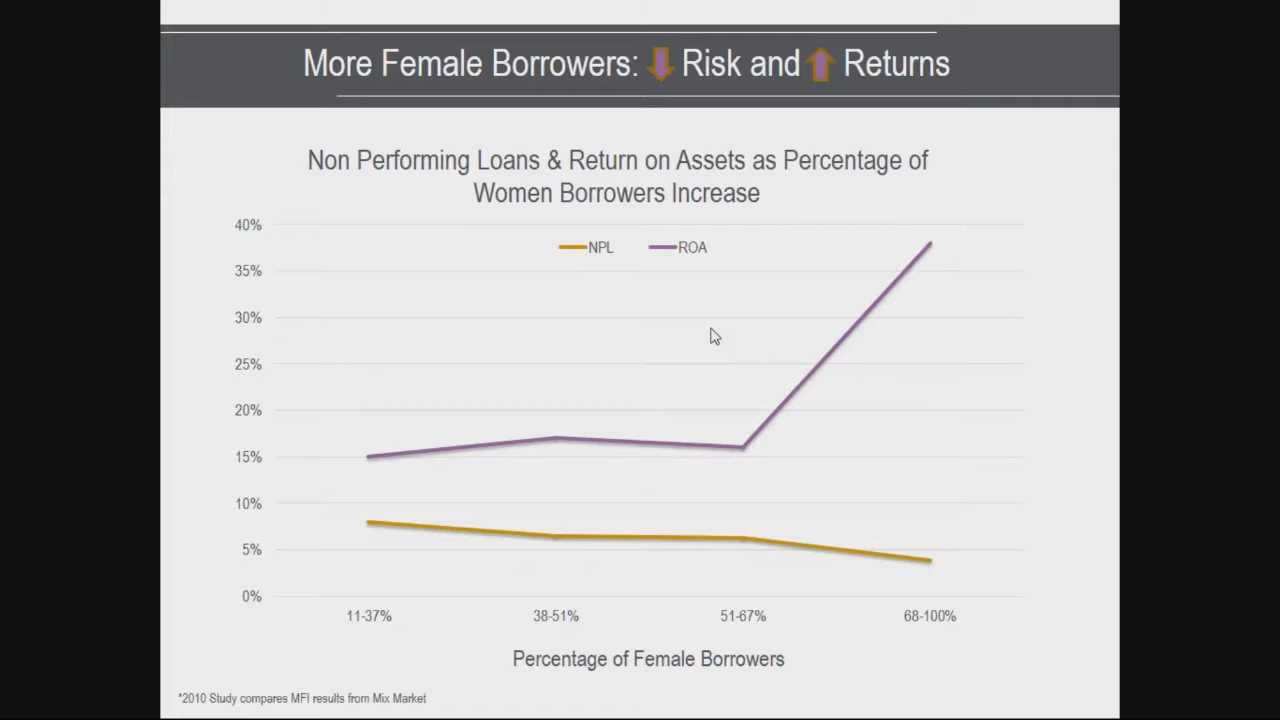 More Female Borrowers: Risk and Returns
Non Performing Loans & Return on Assets as Percentage of
Women Borrowers Increase
40%
NPL ROA
35%
30%
25%
20%
15%
10%
5%
0%
11-37% 38-51% 51-67% 68-100%
Percentage of Female Borrowers
*2010 Study compares MFI results from Mix Market